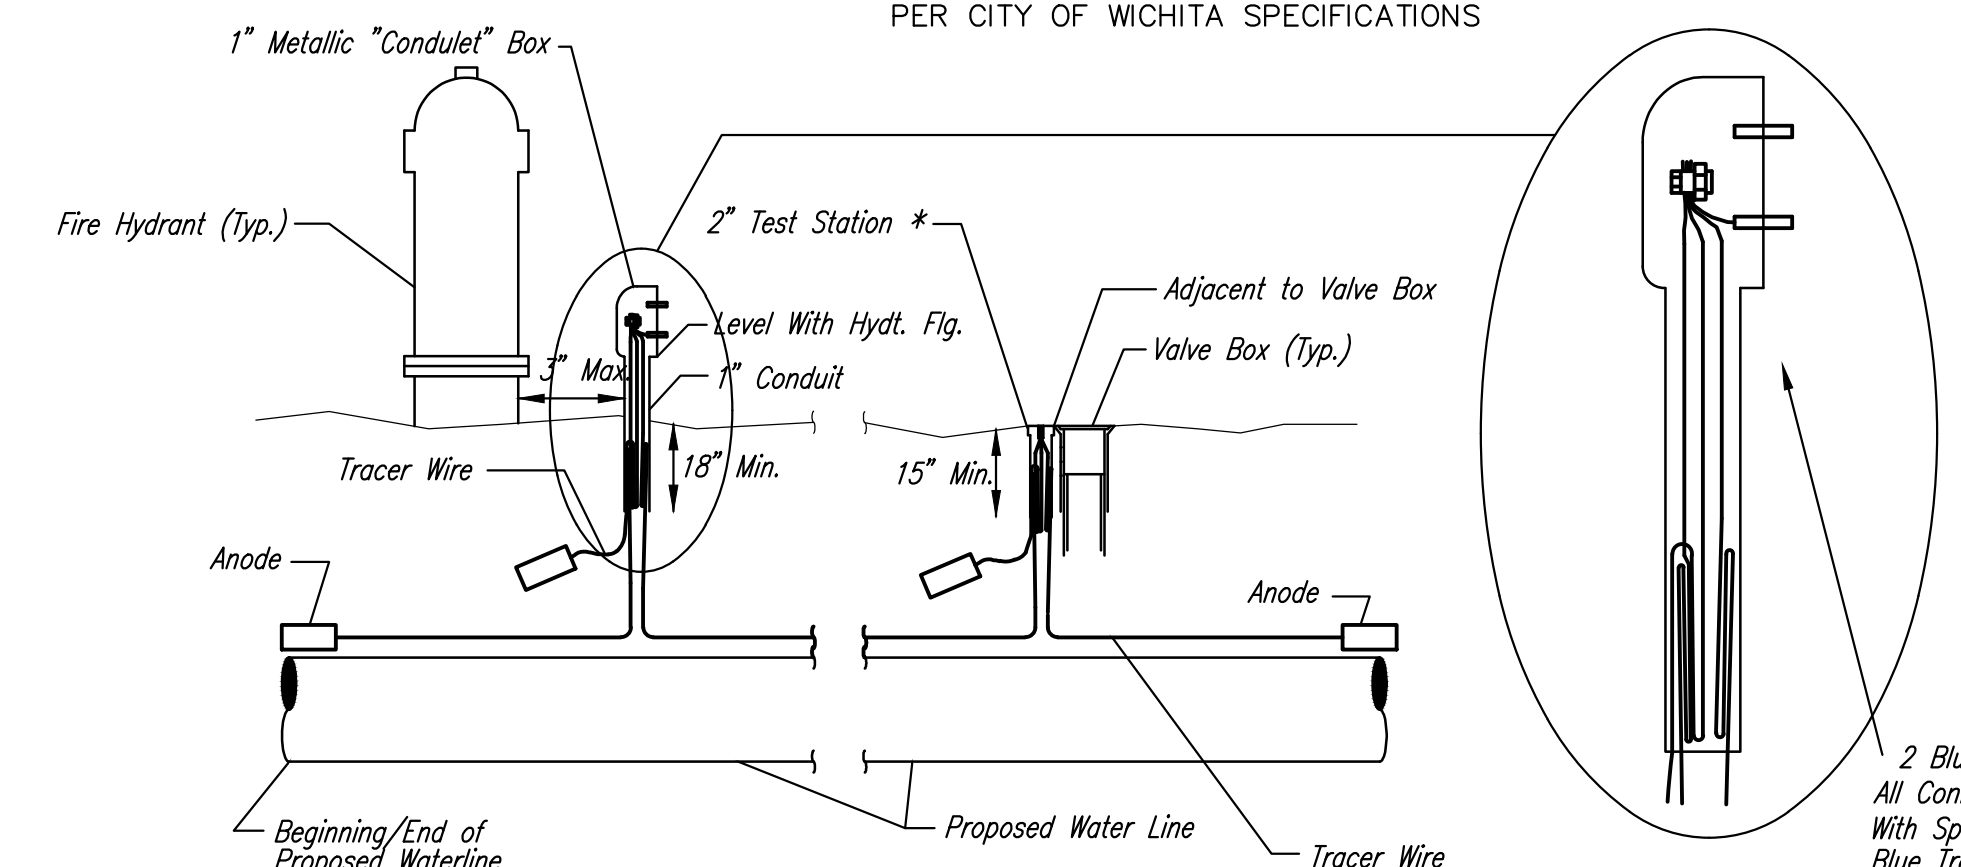 PER CITY OF WICHITA SPECIFICATIONS
1" Metallic "Condulet" Box
Fire Hydrant (Typ.)
2" Test Station *
Adjacent to Valve Box
Level With Hydt. Flg.
Valve Box (Typ.)
3" Max.
1" Conduit
Tracer Wire
18" Min.
15" Min.
Anode
Anode
2
All
With
Blue
Beginning/End of
Proposed Waterline
Proposed Water Line
Tracer Wire